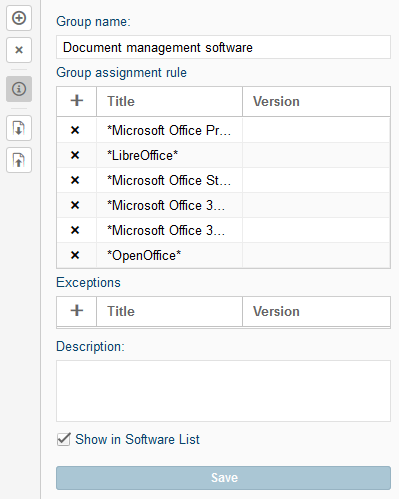 Group name:
Document management software
Group assignment rule
Title Version
*Microsoft Office Pr...
*LibreOffice*
*Microsoft Office St...
*Microsoft Office 3...
*Microsoft Office 3...
*OpenOffice*
Exceptions
Title Version
Description:
Show in Software List
Save